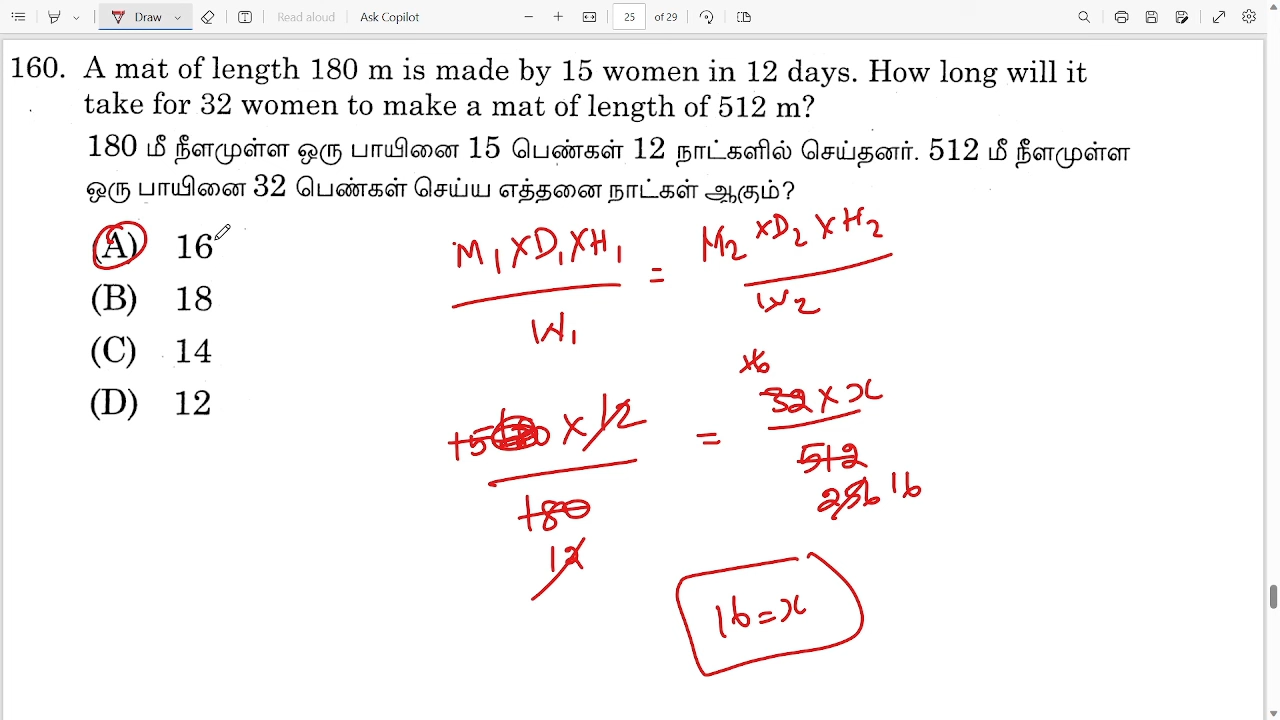 Draw Read aloud Ask Copilot 25 of 29
160. A mat of length 180 m is made by 15 women in 12 days. How long will it
take for 32 women to make a mat of length of 512 m?
180 மீ நீளமுள்ள ஒரு பாயினை 15 பெண்கள் 12 நாட்களில் செய்தனர். 512 மீ நீளமுள்ள
ஒரு பாயினை 32 பெண்கள் செய்ய எத்தனை நாட்கள் ஆகும்?
(A) 16
(B) 18
(C) 14
(D) 12
M1 X D1 X H1 = M2 X D2 X H2
W1 W2
16
15 X 12 = 32 X x
180 512
12 256 16
16 = x